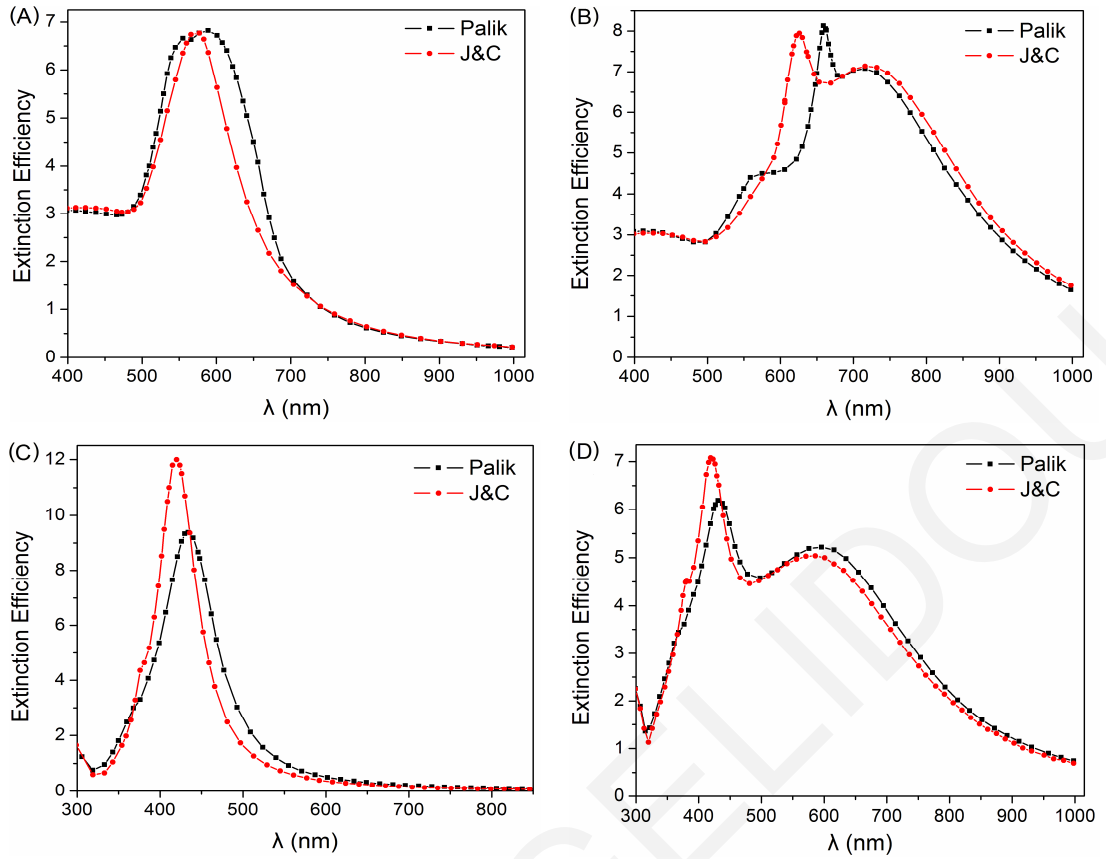 (A)
Palik
J&C
Extinction Efficiency
7
6
5
4
3
2
1
0
400 500 600 700 800 900 1000
λ (nm)
(B)
Palik
J&C
Extinction Efficiency
8
7
6
5
4
3
2
1
0
400 500 600 700 800 900 1000
λ (nm)
(C)
Palik
J&C
Extinction Efficiency
12
10
8
6
4
2
0
300 400 500 600 700 800
λ (nm)
(D)
Palik
J&C
Extinction Efficiency
7
6
5
4
3
2
1
0
300 400 500 600 700 800 900 1000
λ (nm)
SELIDOU